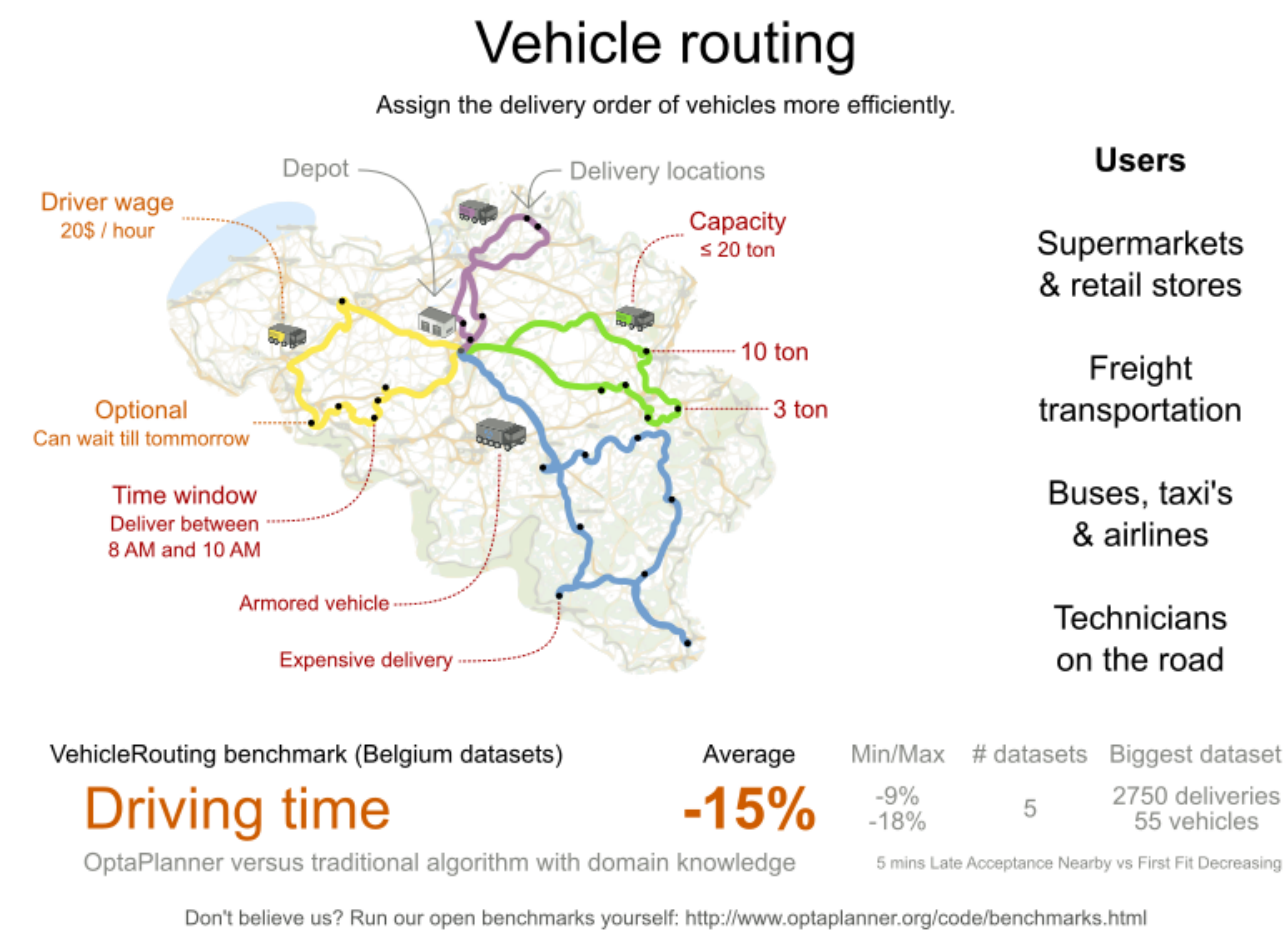 Vehicle routing
Assign the delivery order of vehicles more efficiently.
Depot
Delivery locations
Driver wage
20$ / hour
Capacity
≤ 20 ton
10 ton
3 ton
Optional
Can wait till tommorrow
Time window
Deliver between
8 AM and 10 AM
Armored vehicle
Expensive delivery
Users
Supermarkets
& retail stores
Freight
transportation
Buses, taxi's
& airlines
Technicians
on the road
VehicleRouting benchmark (Belgium datasets)
Driving time
OptaPlanner versus traditional algorithm with domain knowledge
Average
-15%
Min/Max
-9%
-18%
# datasets
5
Biggest dataset
2750 deliveries
55 vehicles
5 mins Late Acceptance Nearby vs First Fit Decreasing
Don't believe us? Run our open benchmarks yourself: http://www.optaplanner.org/code/benchmarks.html